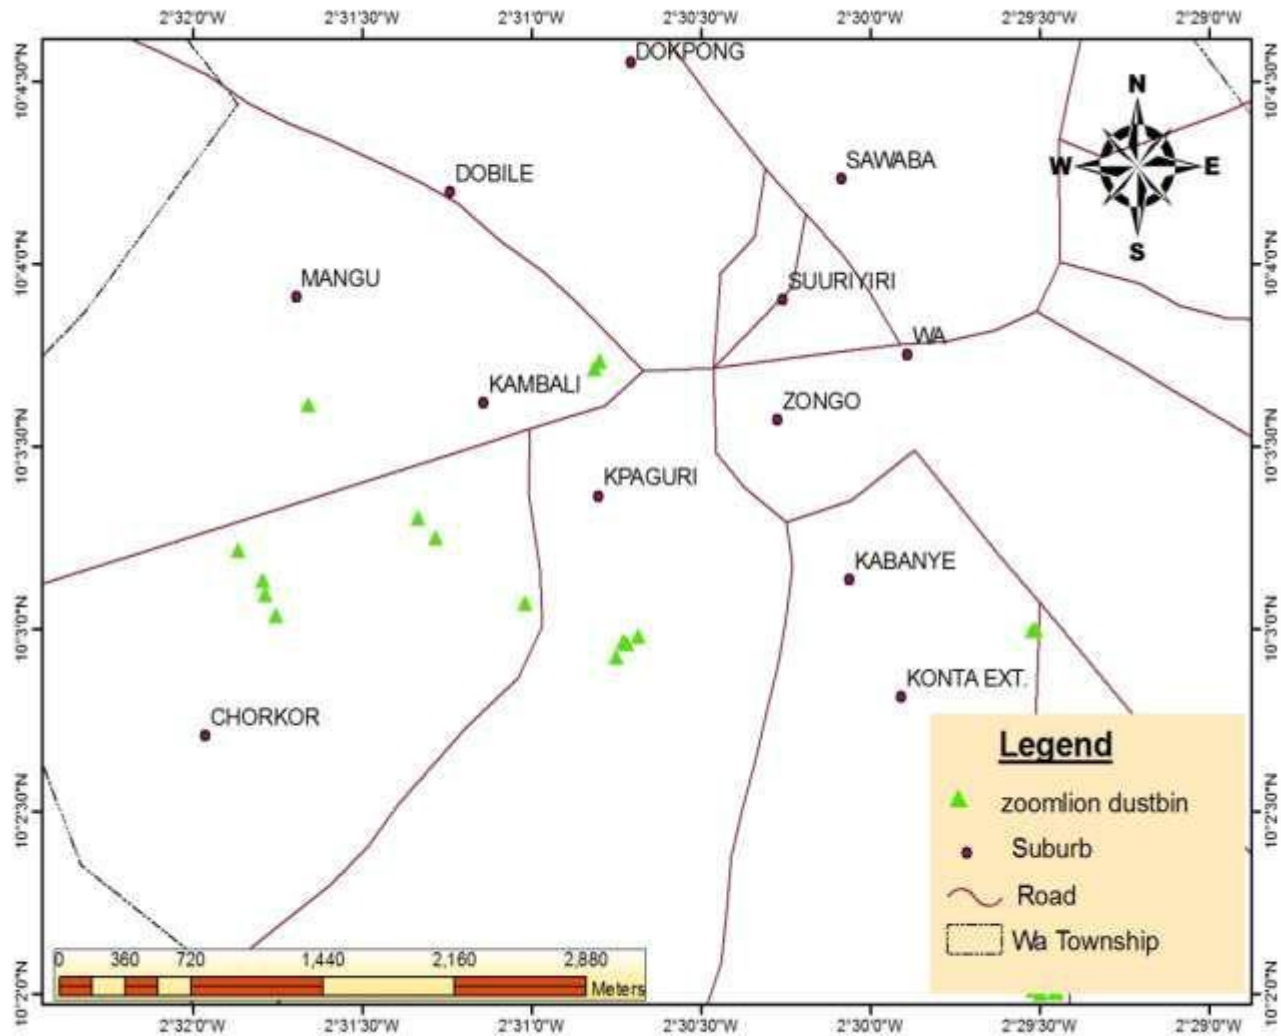 2°32'0"W 2°31'30"W 2°31'0"W 2°30'30"W 2°30'0"W 2°29'30"W 2°29'0"W
DOKPONG
10°4'30"N
10°4'30"N
N
SAWABA
W
E
DOBILE
S
10°4'0"N
10°4'0"N
MANGU
SUURIYIRI
WA
KAMBALI
ZONGO
10°3'30"N
10°3'30"N
KPAGURI
KABANYE
10°3'0"N
10°3'0"N
KONTA EXT.
CHORKOR
Legend
zoomlion dustbin
10°2'30"N
10°2'30"N
Suburb
Road
Wa Township
0 360 720 1,440 2,160 2,880
Meters
10°2'0"N
10°2'0"N
2°32'0"W 2°31'30"W 2°31'0"W 2°30'30"W 2°30'0"W 2°29'30"W 2°29'0"W